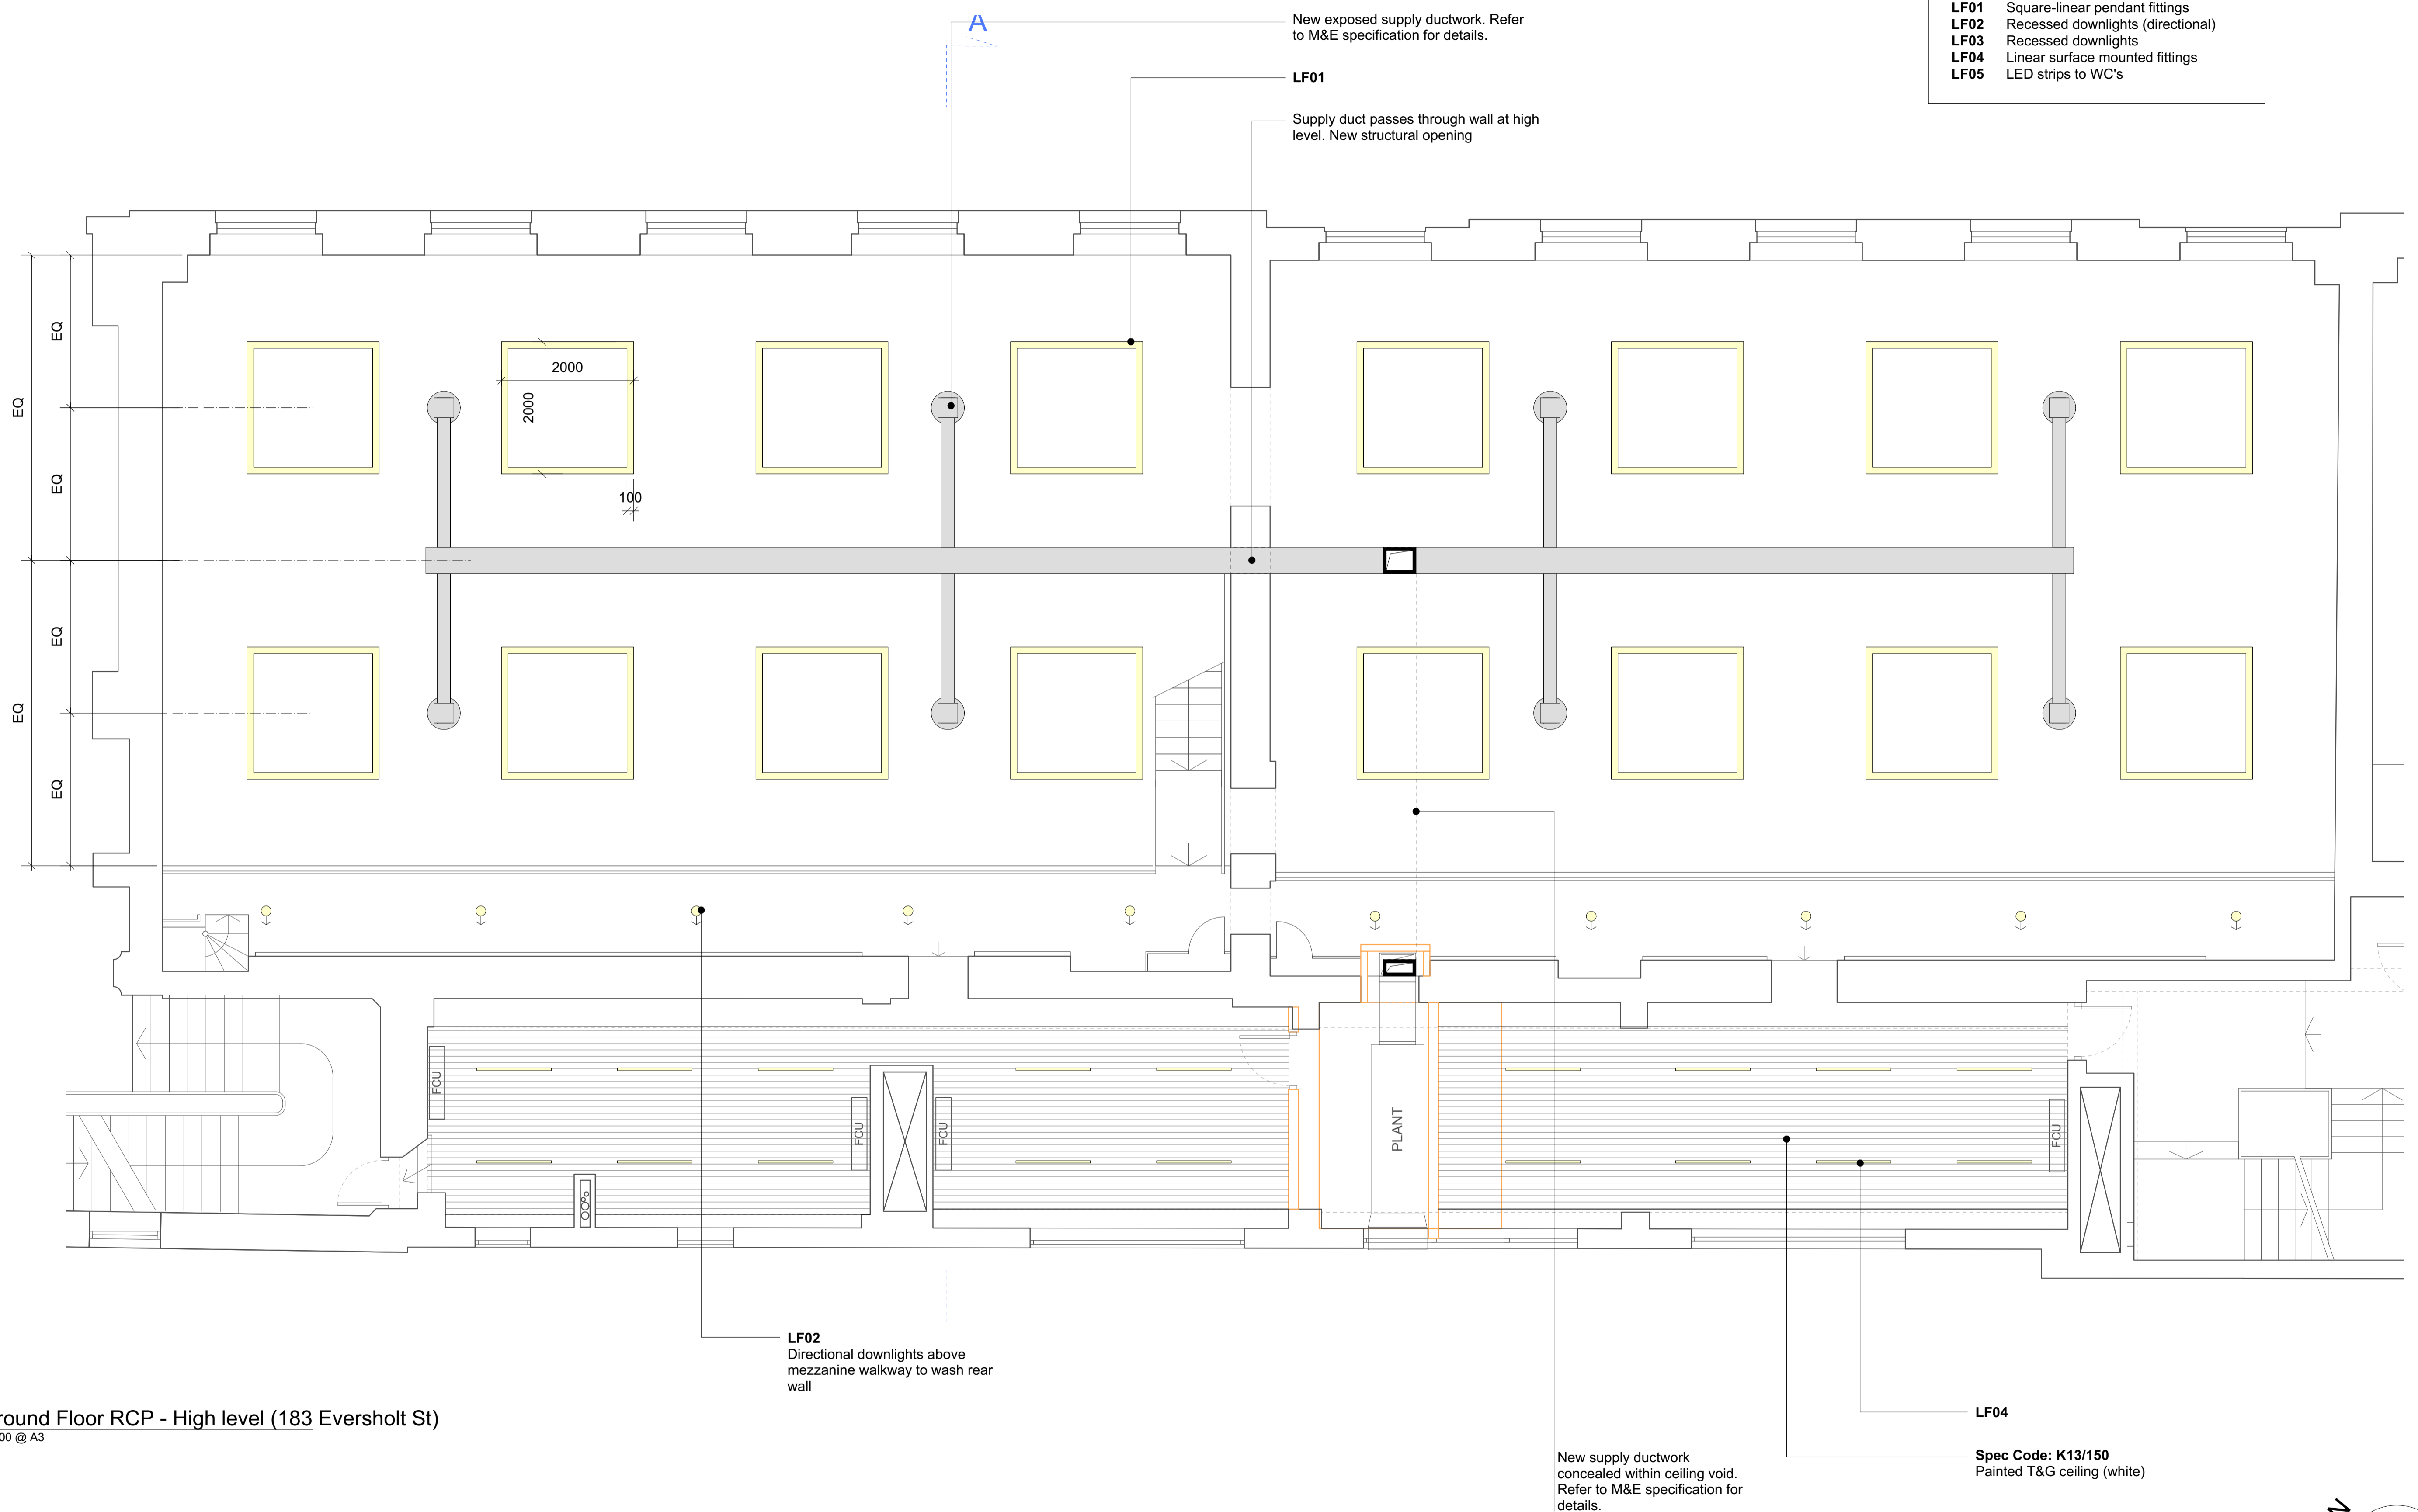 A
New exposed supply ductwork. Refer
to M&E specification for details.
LF01
Supply duct passes through wall at high
level. New structural opening
LF01 Square-linear pendant fittings
LF02 Recessed downlights (directional)
LF03 Recessed downlights
LF04 Linear surface mounted fittings
LF05 LED strips to WC's
EQ
EQ
EQ
EQ
EQ
EQ
2000
2000
100
FCU
FCU
FCU
PLANT
FCU
LF02
Directional downlights above
mezzanine walkway to wash rear
wall
round Floor RCP - High level (183 Eversholt St)
00 @ A3
New supply ductwork
concealed within ceiling void.
Refer to M&E specification for
details.
LF04
Spec Code: K13/150
Painted T&G ceiling (white)
N